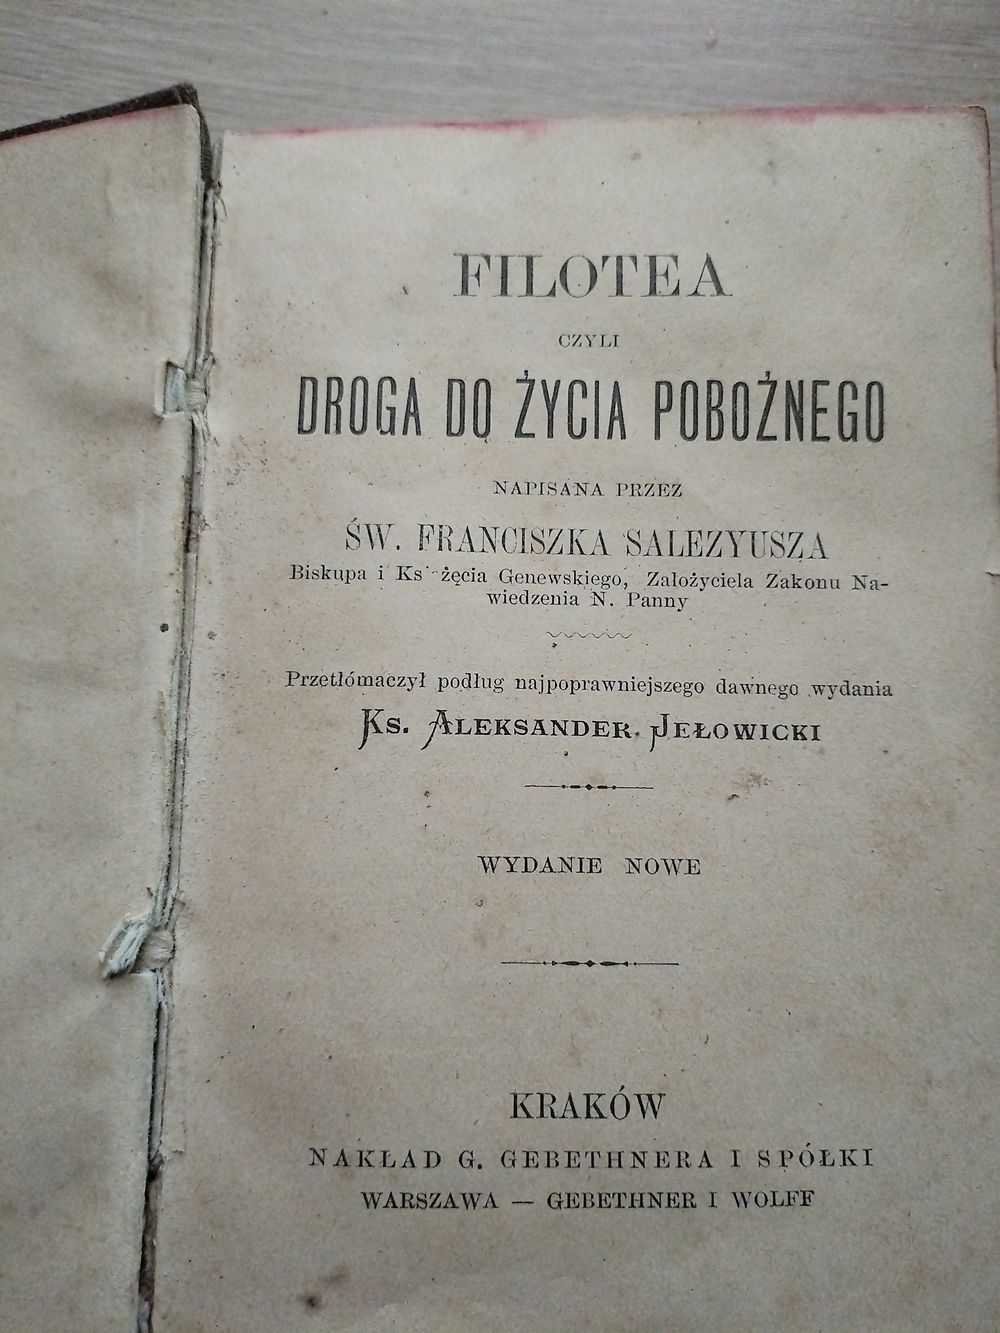 FILOTEA
CZYLI
DROGA DO ŻYCIA POBOŻNEGO
NAPISANA PRZEZ
ŚW. FRANCISZKA SALEZYUSZA
Biskupa i Ks żęcia Genewskiego, Założyciela Zakonu Na-
wiedzenia N. Panny
Przetłómaczył podług najpoprawniejszego dawnego wydania
Ks. ALEKSANDER JEŁOWICKI
WYDANIE NOWE
KRAKÓW
NAKŁAD G. GEBETHNERA I SPÓŁKI
WARSZAWA — GEBETHNER I WOLFF